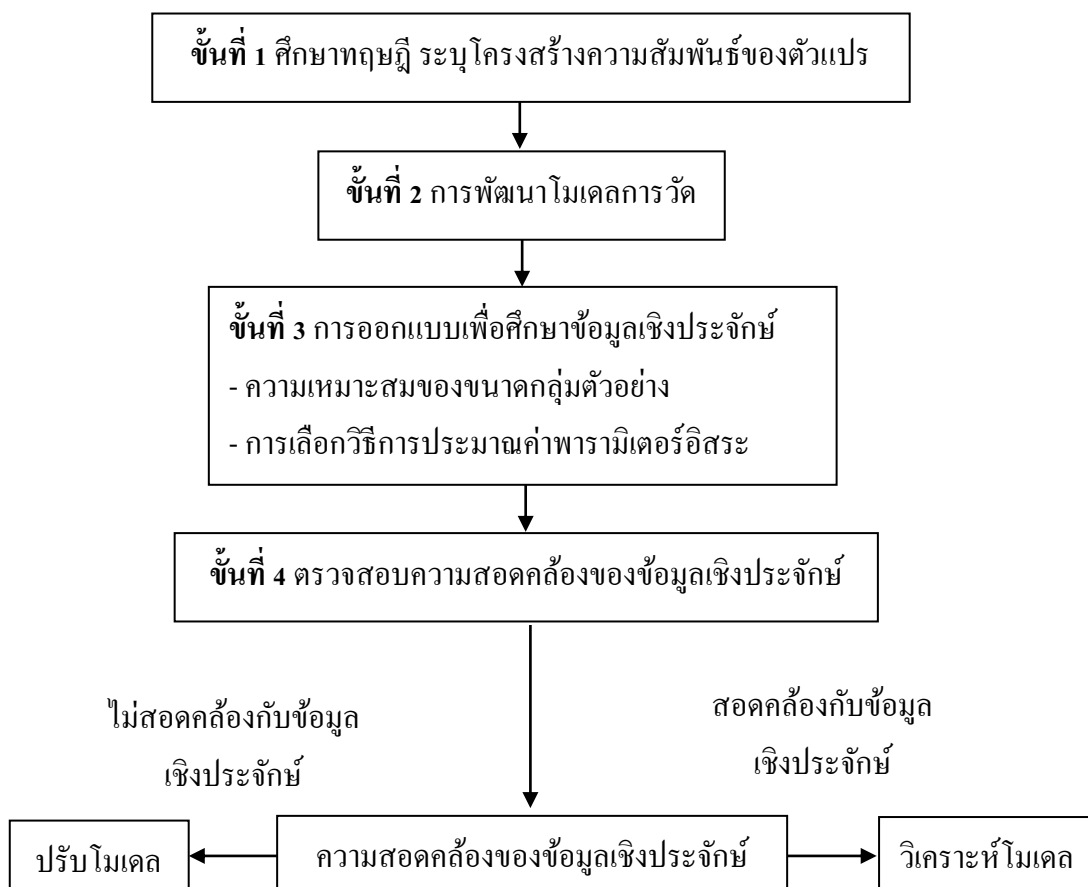 ขั้นที่ 1 ศึกษาทฤษฎี ระบุโครงสร้างความสัมพันธ์ของตัวแปร
ขั้นที่ 2 การพัฒนาโมเดลการวัด
ขั้นที่ 3 การออกแบบเพื่อศึกษาข้อมูลเชิงประจักษ์
- ความเหมาะสมของขนาดกลุ่มตัวอย่าง
- การเลือกวิธีการประมาณค่าพารามิเตอร์อิสระ
ขั้นที่ 4 ตรวจสอบความสอดคล้องของข้อมูลเชิงประจักษ์
ไม่สอดคล้องกับข้อมูล
เชิงประจักษ์
สอดคล้องกับข้อมูล
เชิงประจักษ์
ปรับโมเดล
ความสอดคล้องของข้อมูลเชิงประจักษ์
วิเคราะห์โมเดล